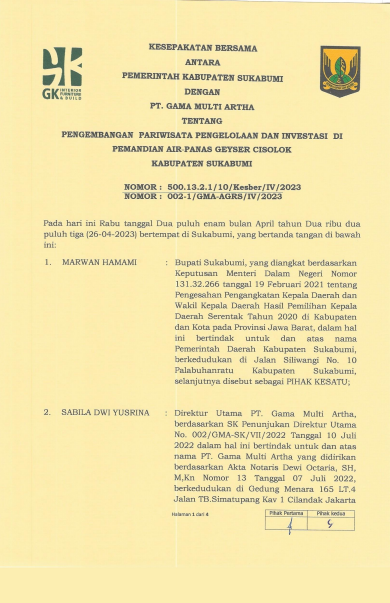 GK INTERIOR FURNITURE & BUILD
KESEPAKATAN BERSAMA
ANTARA
PEMERINTAH KABUPATEN SUKABUMI
DENGAN
PT. GAMA MULTI ARTHA
TENTANG
PENGEMBANGAN PARIWISATA PENGELOLAAN DAN INVESTASI DI
PEMANDIAN AIR PANAS GEYSER CISOLOK
KABUPATEN SUKABUMI
NOMOR : 500.13.2.1/10/Kesber/IV/2023
NOMOR : 002-1/GMA-AGRS/IV/2023
Pada hari ini Rabu tanggal Dua puluh enam bulan April tahun Dua ribu dua
puluh tiga (26-04-2023) bertempat di Sukabumi, yang bertanda tangan di bawah
ini:
1. MARWAN HAMAMI : Bupati Sukabumi, yang diangkat berdasarkan
Keputusan Menteri Dalam Negeri Nomor
131.32.266 tanggal 19 Februari 2021 tentang
Pengesahan Pengangkatan Kepala Daerah dan
Wakil Kepala Daerah Hasil Pemilihan Kepala
Daerah Serentak Tahun 2020 di Kabupaten
dan Kota pada Provinsi Jawa Barat, dalam hal
ini bertindak untuk dan atas nama
Pemerintah Daerah Kabupaten Sukabumi,
berkedudukan di Jalan Siliwangi No. 10
Palabuhanratu Kabupaten Sukabumi,
selanjutnya disebut sebagai PIHAK KESATU;
2. SABILA DWI YUSRINA : Direktur Utama PT. Gama Multi Artha,
berdasarkan SK Penunjukan Direktur Utama
No. 002/GMA-SK/VII/2022 Tanggal 10 Juli
2022 dalam hal ini bertindak untuk dan atas
nama PT. Gama Multi Artha yang didirikan
berdasarkan Akta Notaris Dewi Octaria, SH,
M,Kn Nomor 13 Tanggal 07 Juli 2022,
berkedudukan di Gedung Menara 165 LT.4
Jalan TB.Simatupang Kav 1 Cilandak Jakarta
Halaman 1 dari 4
Pihak Pertama Pihak kedua